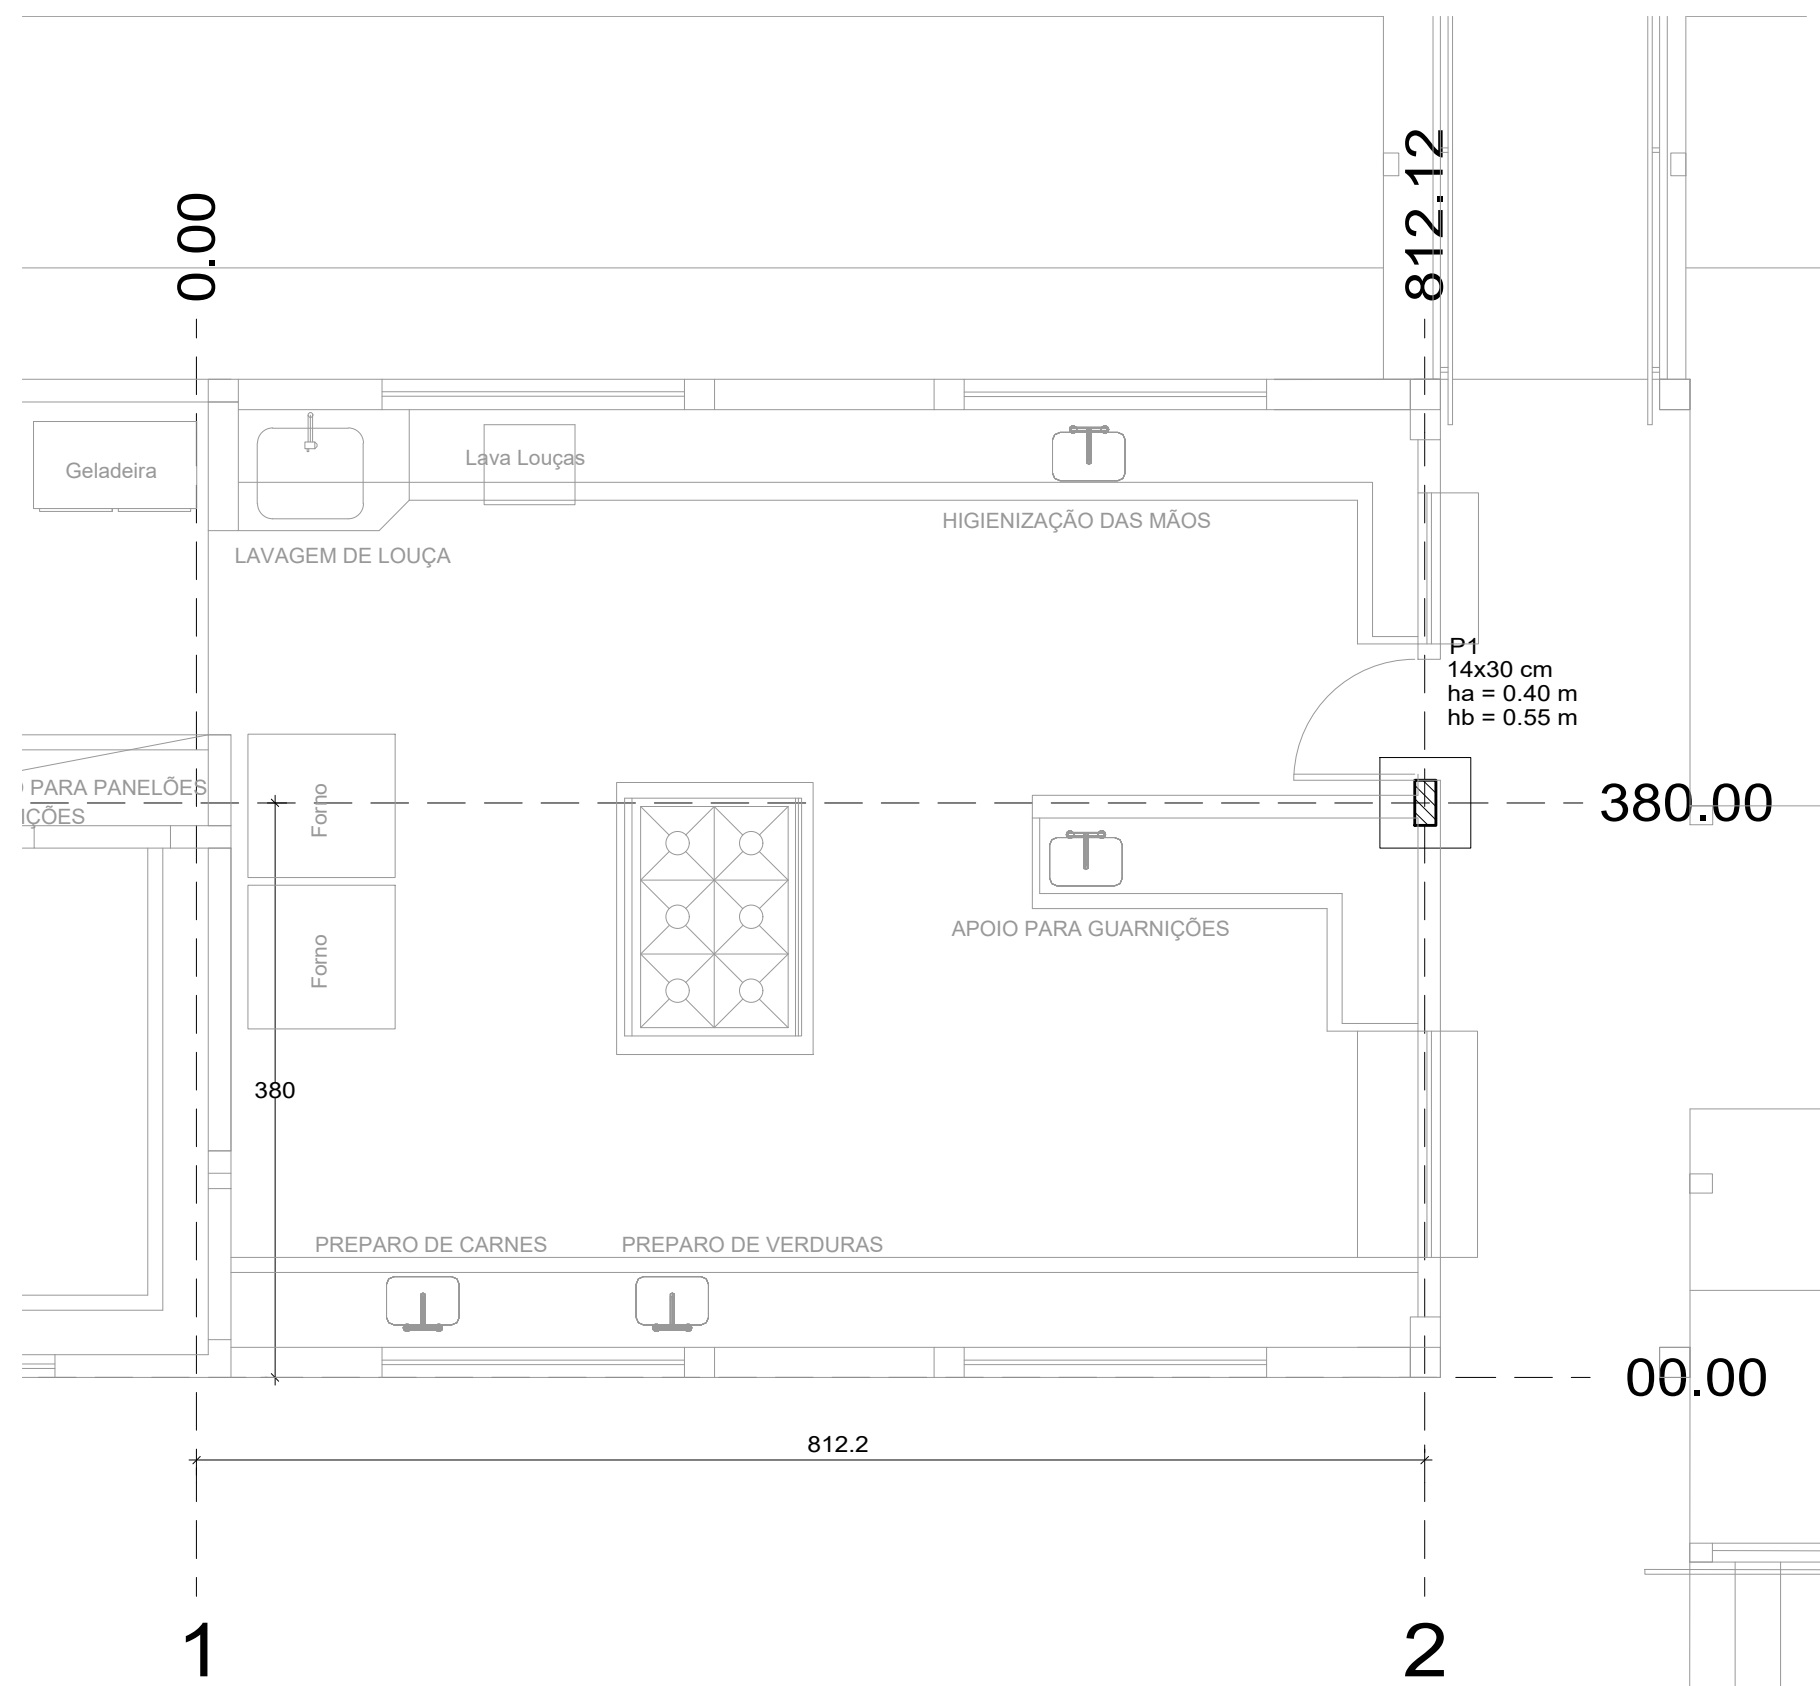 0.00
812.12
Geladeira
Lava Louças
HIGIENIZAÇÃO DAS MÃOS
LAVAGEM DE LOUÇA
P1
14x30 cm
ha = 0.40 m
hb = 0.55 m
PARA PANELÕES
IÇÕES
Forno
380.00
APOIO PARA GUARNIÇÕES
Forno
380
PREPARO DE CARNES
PREPARO DE VERDURAS
00.00
812.2
1
2